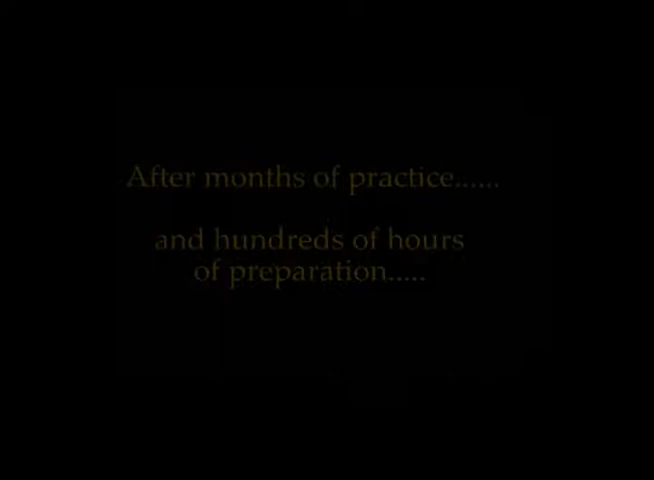 After months of practice......
and hundreds of hours
of preparation.....